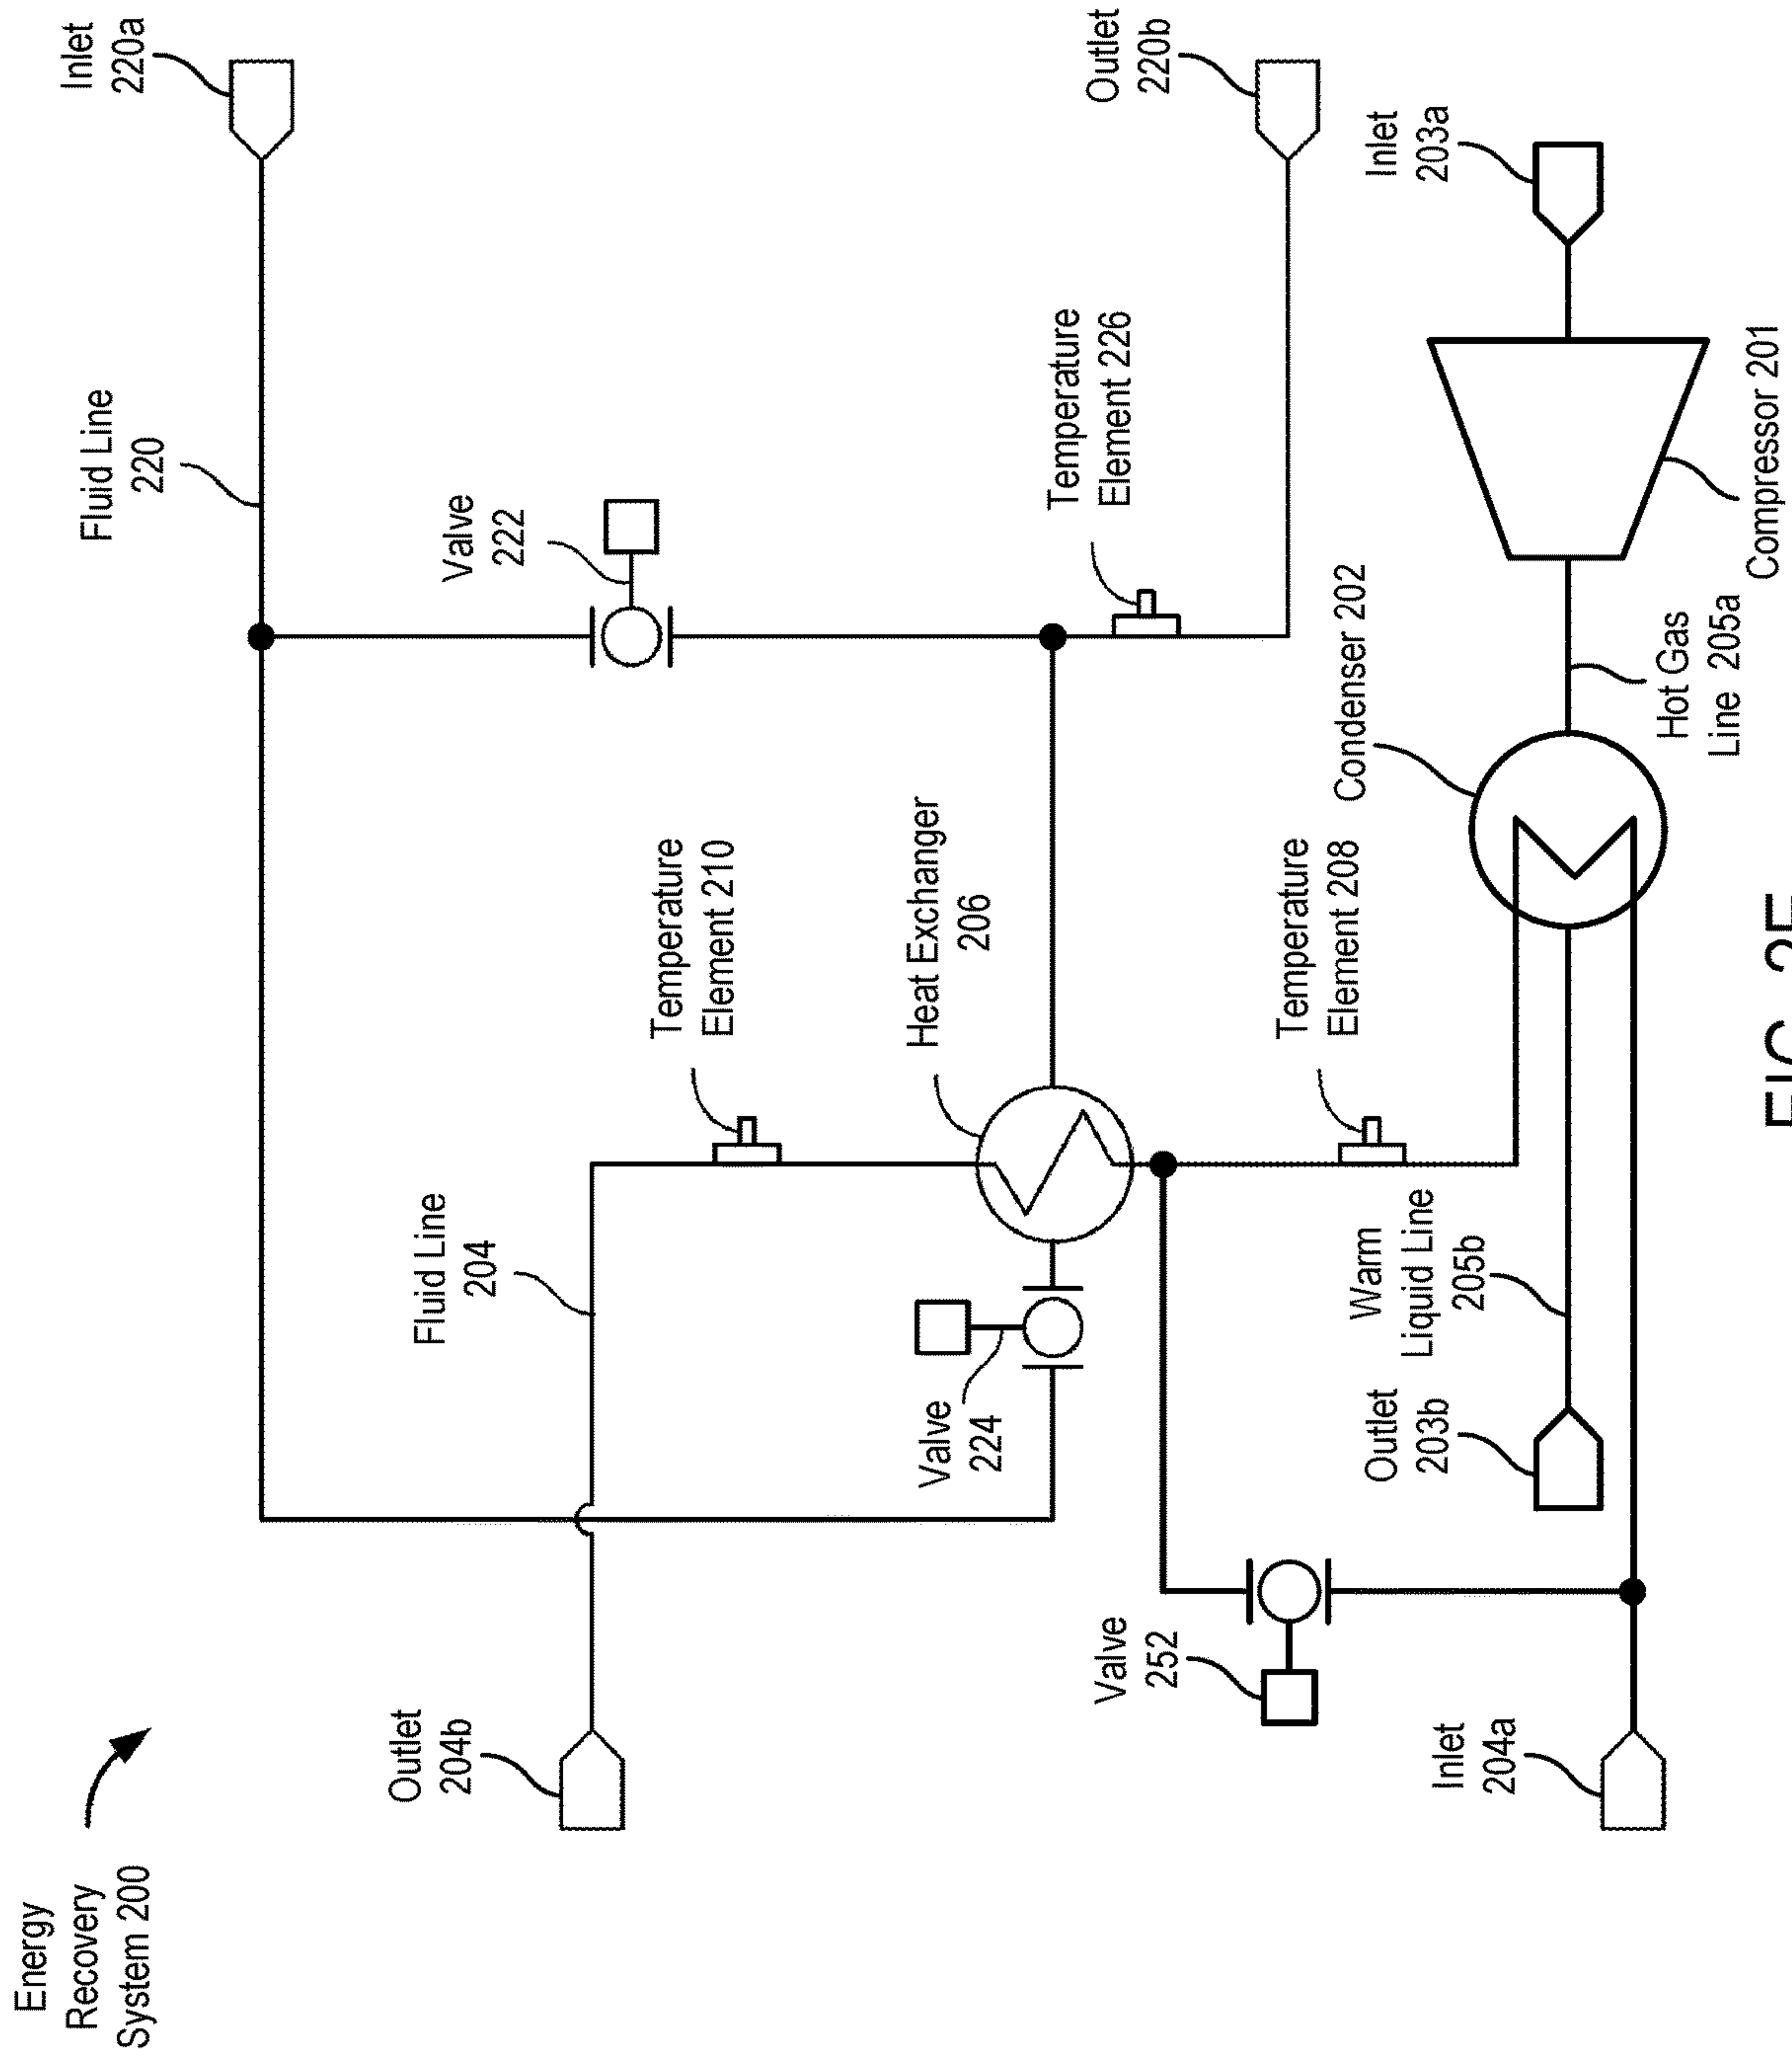 Energy
Recovery
System 200
Fluid Line
220
Inlet
220a
Outlet
204b
Fluid Line
204
Valve
222
Temperature
Element 210
Valve
224
Heat Exchanger
206
Temperature
Element 226
Outlet
220b
Valve
252
Temperature
Element 208
Condenser 202
Warm
Liquid Line
205b
Outlet
203b
Inlet
203a
Inlet
204a
Hot Gas
Line 205a
Compressor 201
FIG